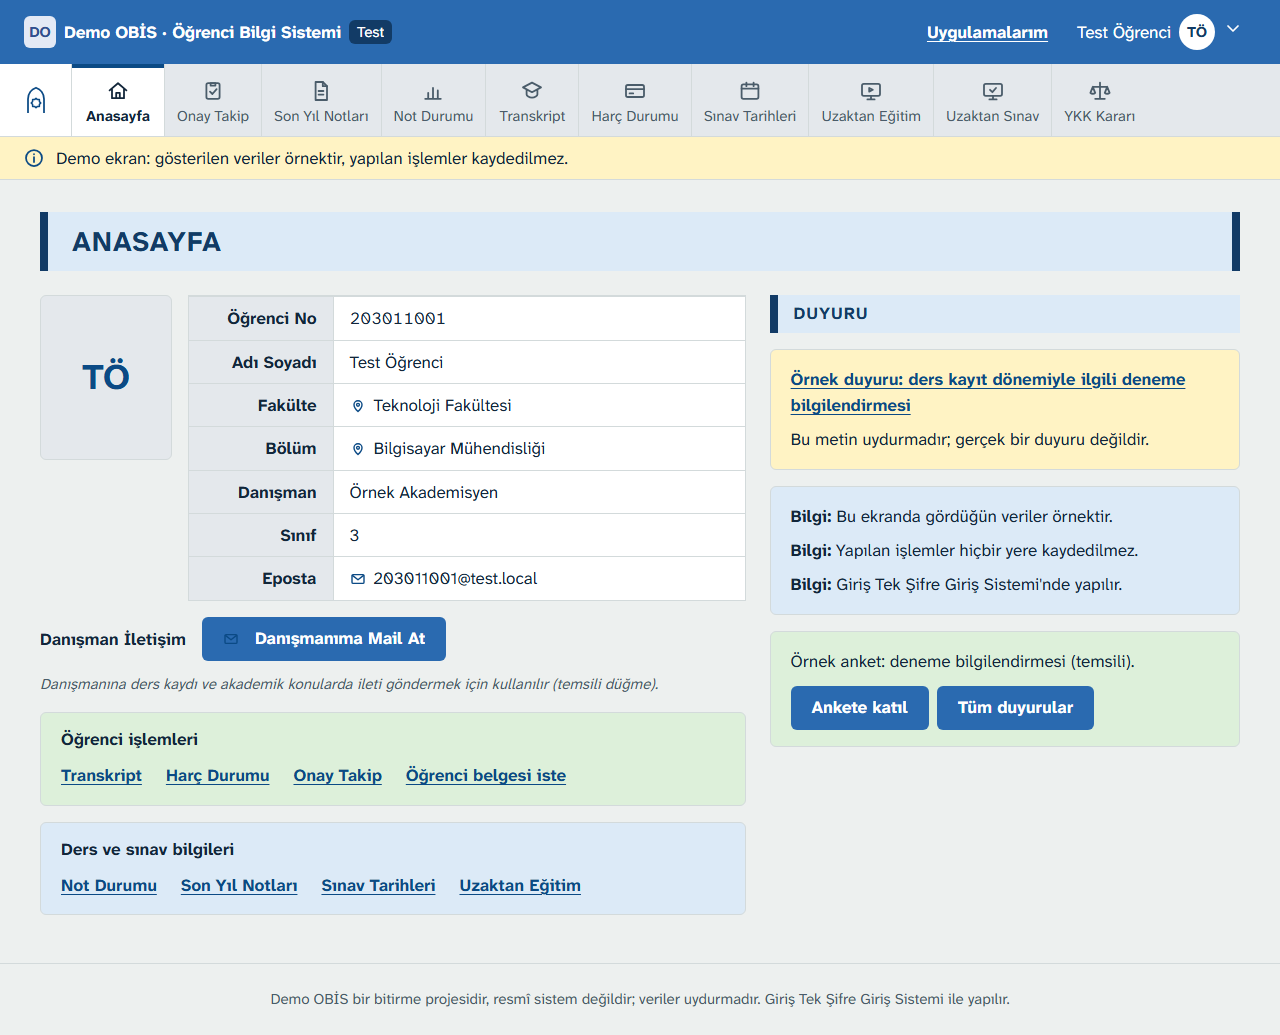 DO Demo OBİS · Öğrenci Bilgi Sistemi Test
Uygulamalarım
Test Öğrenci TÖ
Anasayfa
Onay Takip
Son Yıl Notları
Not Durumu
Transkript
Harç Durumu
Sınav Tarihleri
Uzaktan Eğitim
Uzaktan Sınav
YKK Kararı
Demo ekran: gösterilen veriler örnektir, yapılan işlemler kaydedilmez.
ANASAYFA
TÖ
Öğrenci No 203011001
Adı Soyadı Test Öğrenci
Fakülte Teknoloji Fakültesi
Bölüm Bilgisayar Mühendisliği
Danışman Örnek Akademisyen
Sınıf 3
Eposta 203011001@test.local
Danışman İletişim Danışmanıma Mail At
Danışmanına ders kaydı ve akademik konularda ileti göndermek için kullanılır (temsili düğme).
Öğrenci işlemleri
Transkript Harç Durumu Onay Takip Öğrenci belgesi iste
Ders ve sınav bilgileri
Not Durumu Son Yıl Notları Sınav Tarihleri Uzaktan Eğitim
DUYURU
Örnek duyuru: ders kayıt dönemiyle ilgili deneme
bilgilendirmesi
Bu metin uydurmadır; gerçek bir duyuru değildir.
Bilgi: Bu ekranda gördüğün veriler örnektir.
Bilgi: Yapılan işlemler hiçbir yere kaydedilmez.
Bilgi: Giriş Tek Şifre Giriş Sistemi'nde yapılır.
Örnek anket: deneme bilgilendirmesi (temsili).
Ankete katıl Tüm duyurular
Demo OBİS bir bitirme projesidir, resmî sistem değildir; veriler uydurmadır. Giriş Tek Şifre Giriş Sistemi ile yapılır.